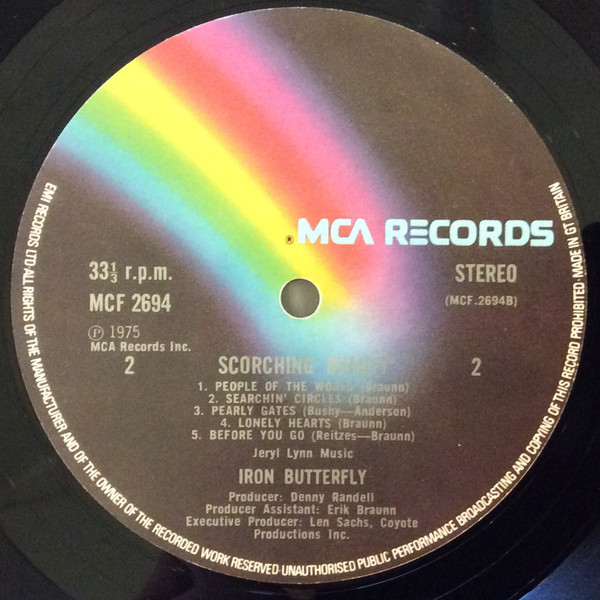 MCA RECORDS
33⅓ r.p.m.
STEREO
MCF 2694
(MCF.2694B)
Ⓟ 1975
MCA Records Inc.
2
SCORCHING BEAUTY
2
1. PEOPLE OF THE WORLD (Braunn)
2. SEARCHIN' CIRCLES (Braunn)
3. PEARLY GATES (Bushy—Anderson)
4. LONELY HEARTS (Braunn)
5. BEFORE YOU GO (Reitzes—Braunn)
Jeryl Lynn Music
IRON BUTTERFLY
Producer: Denny Randell
Producer Assistant: Erik Braunn
Executive Producer: Len Sachs, Coyote
Productions Inc.
EMI RECORDS LTD ALL RIGHTS OF THE MANUFACTURER AND OF THE OWNER OF THE RECORDED WORK RESERVED·UNAUTHORISED PUBLIC PERFORMANCE BROADCASTING AND COPYING OF THIS RECORD PROHIBITED·MADE IN GT BRITAIN